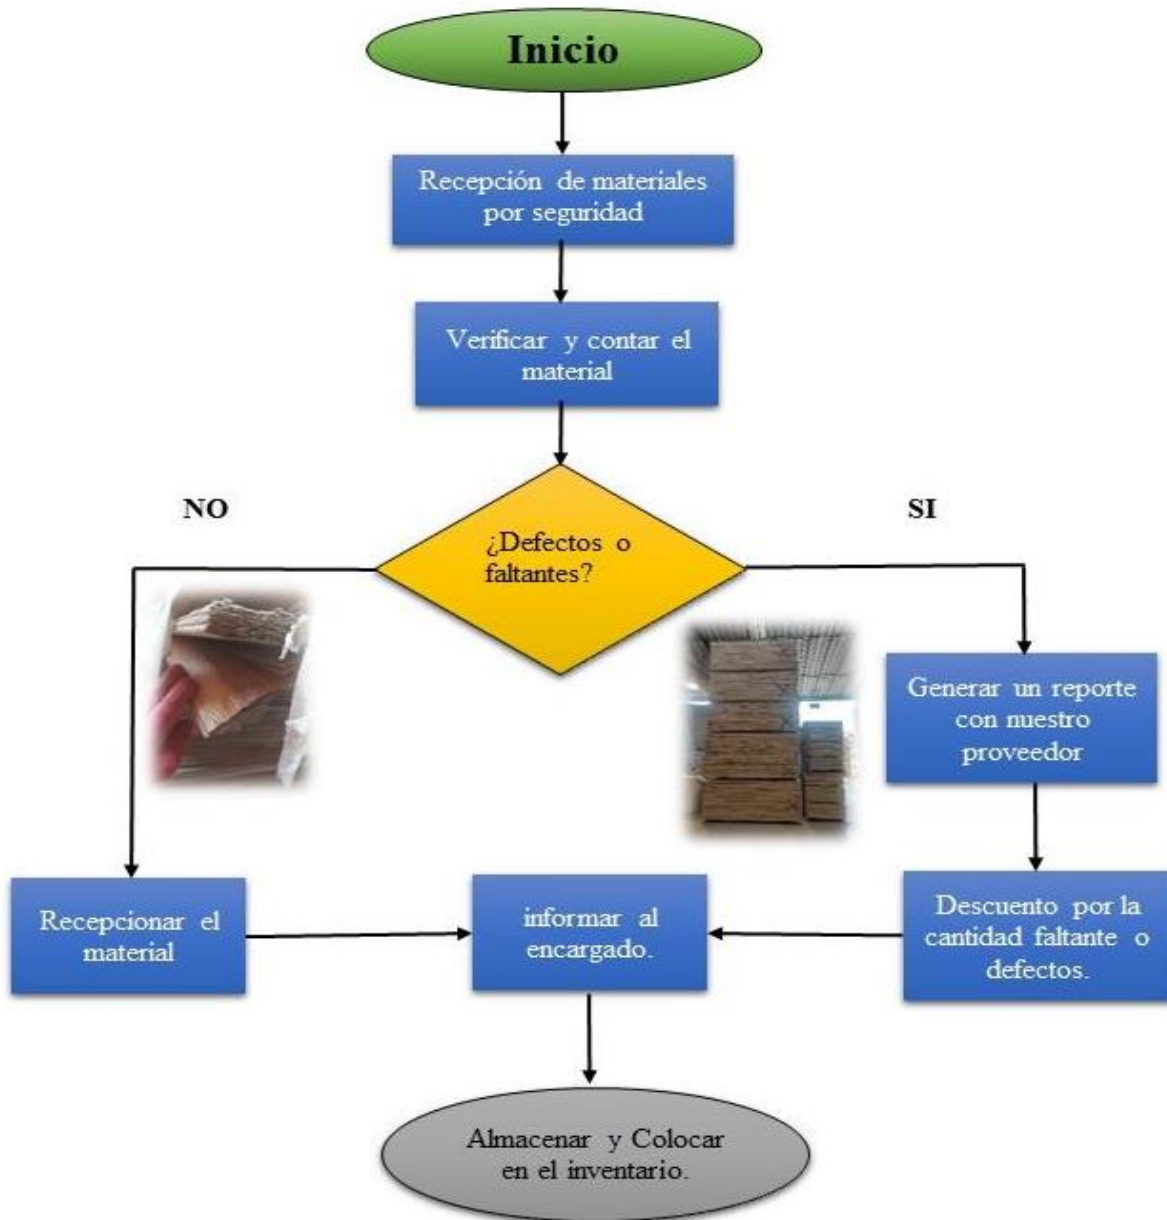 Inicio
Recepción de materiales
por seguridad
Verificar y contar el
material
NO
SI
¿Defectos o
faltantes?
Generar un reporte
con nuestro
proveedor
Recepcionar el
material
informar al
encargado.
Descuento por la
cantidad faltante o
defectos.
Almacenar y Colocar
en el inventario.